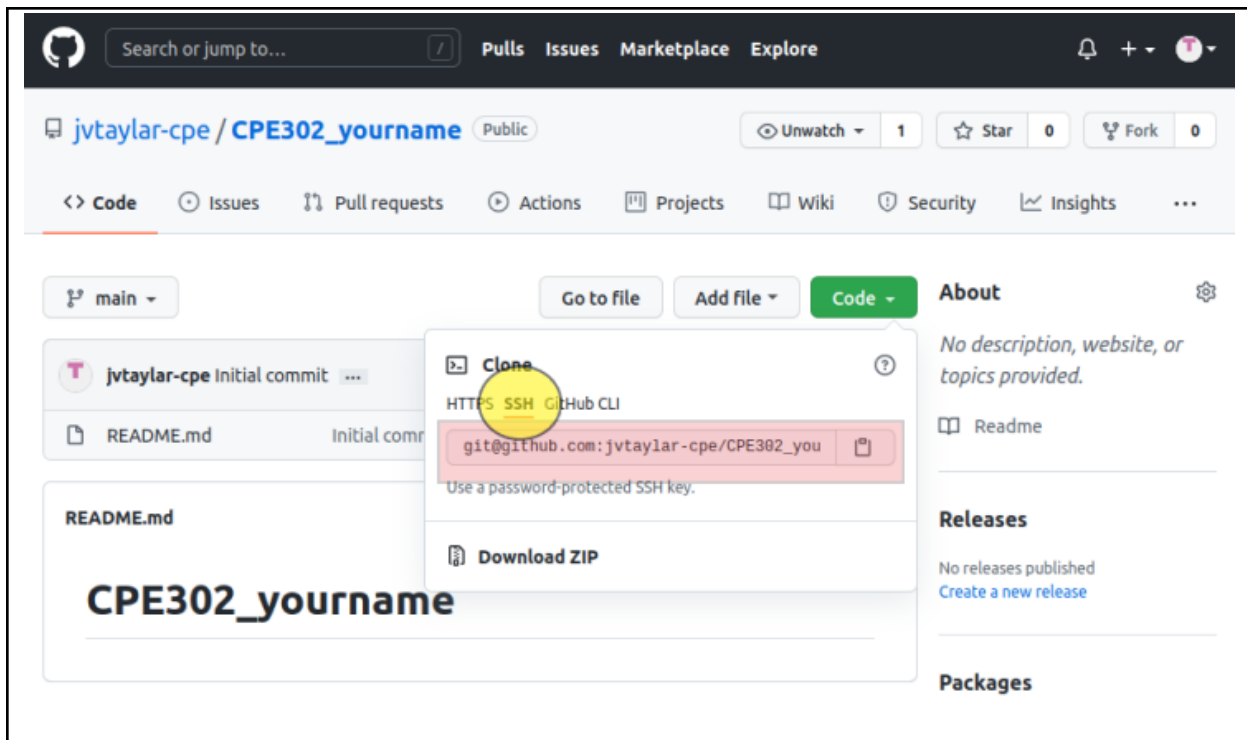 Search or jump to... / Pulls Issues Marketplace Explore T
jvtaylar-cpe / CPE302_yourname Public Unwatch 1 Star 0 Fork 0
<> Code Issues Pull requests Actions Projects Wiki Security Insights ...
main Go to file Add file Code
About
No description, website, or
topics provided.
Readme
T jvtaylar-cpe Initial commit ...
README.md Initial comr
Clone
HTTPS SSH GitHub CLI
git@github.com:jvtaylar-cpe/CPE302_you
Use a password-protected SSH key.
Download ZIP
README.md
CPE302_yourname
Releases
No releases published
Create a new release
Packages